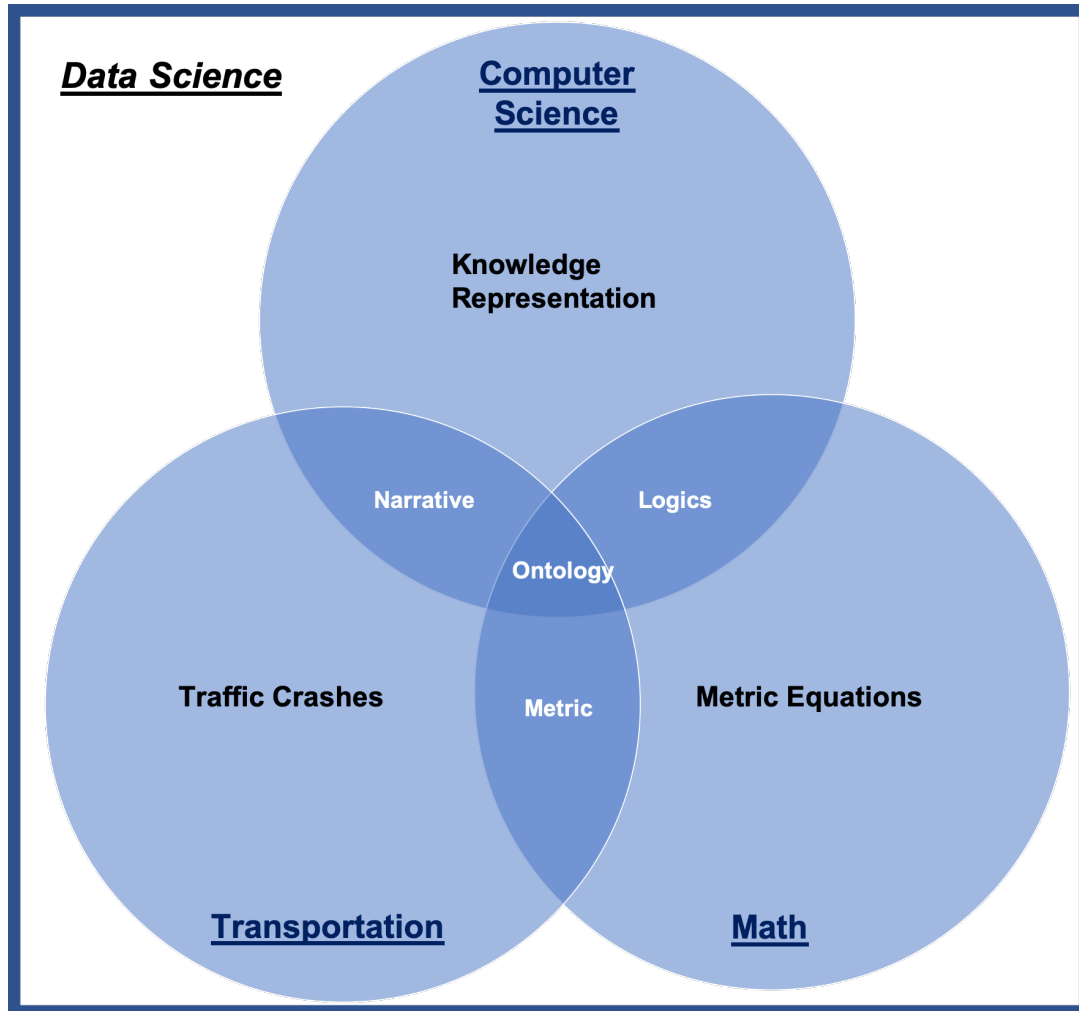 Data Science
Computer
Science
Knowledge
Representation
Narrative
Logics
Ontology
Traffic Crashes
Metric
Metric Equations
Transportation
Math